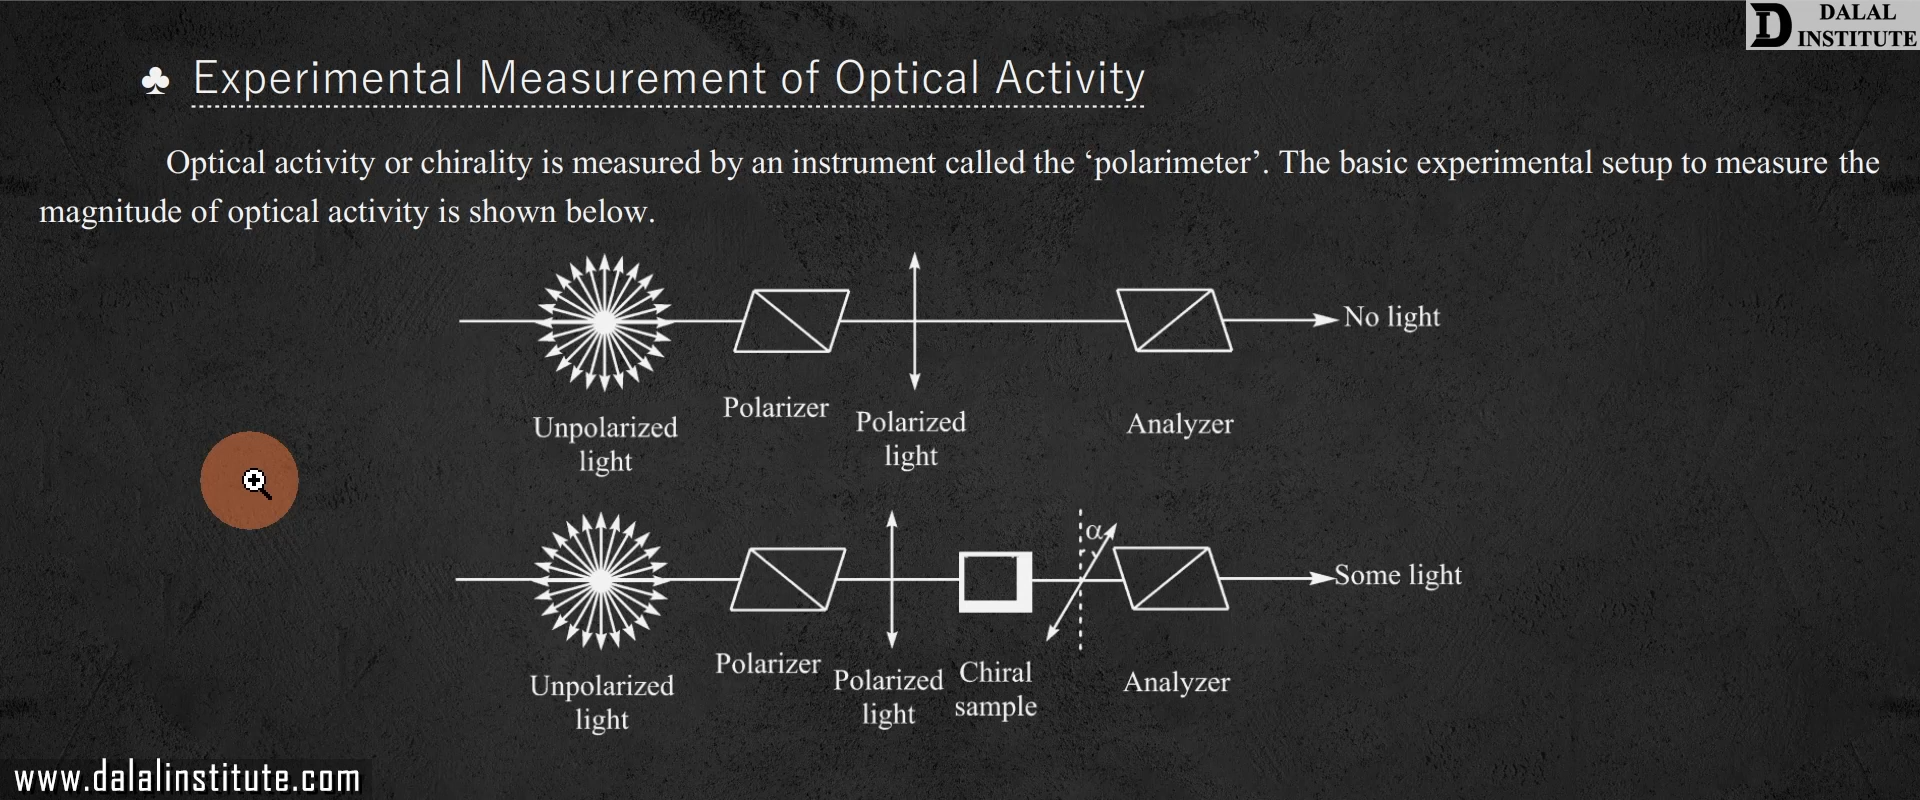 D DALAL
INSTITUTE
♣ Experimental Measurement of Optical Activity
Optical activity or chirality is measured by an instrument called the ‘polarimeter’. The basic experimental setup to measure the
magnitude of optical activity is shown below.
No light
Polarizer
Unpolarized
light
Polarized
light
Analyzer
α
Some light
Polarizer
Unpolarized
light
Polarized
light
Chiral
sample
Analyzer
www.dalalinstitute.com